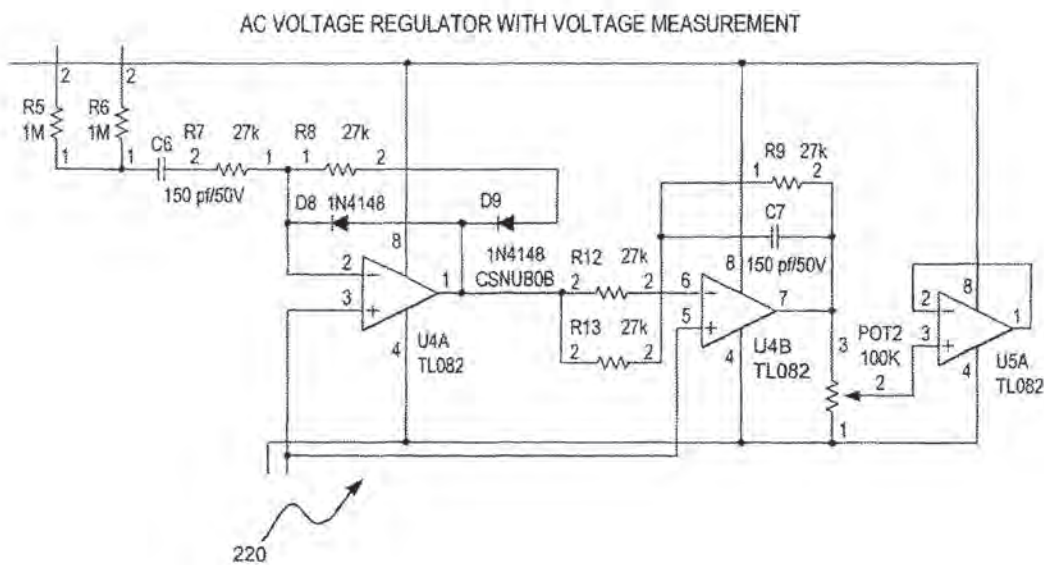 AC VOLTAGE REGULATOR WITH VOLTAGE MEASUREMENT
2 2
R5 R6
1M 1M
1 1
C6 R7 27k R8 27k
2 1 1 2
150 pf/50V
D8 1N4148 D9
1N4148
CSNU80B
8
2
3
1
4
U4A
TL082
R12 27k
2 2
R13 27k
2 2
R9 27k
1 2
C7
150 pf/50V
8
6
5
7
4
U4B
TL082
3
POT2
100K
2
1
8
2
3
1
4
U5A
TL082
220